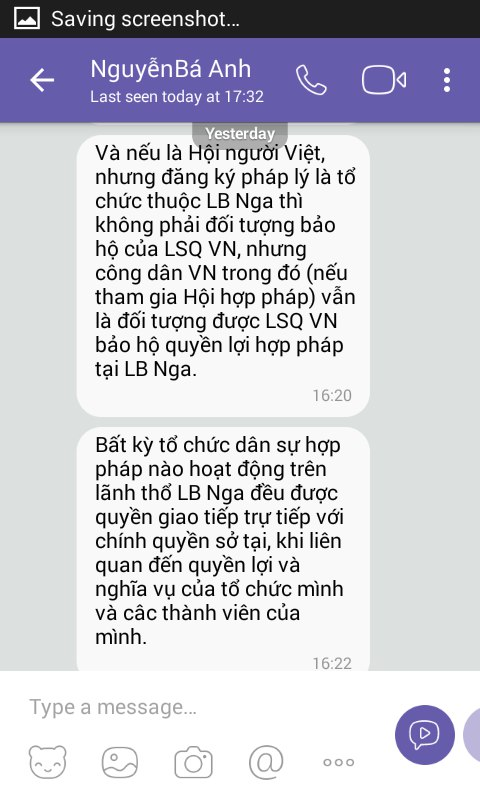 Saving screenshot...
NguyễnBá Anh
Last seen today at 17:32
Yesterday
Và nếu là Hội người Việt,
nhưng đăng ký pháp lý là tổ
chức thuộc LB Nga thì
không phải đối tượng bảo
hộ của LSQ VN, nhưng
công dân VN trong đó (nếu
tham gia Hội hợp pháp) vẫn
là đối tượng được LSQ VN
bảo hộ quyền lợi hợp pháp
tại LB Nga.
16:20
Bất kỳ tổ chức dân sự hợp
pháp nào hoạt động trên
lãnh thổ LB Nga đều được
quyền giao tiếp trự tiếp với
chính quyền sở tại, khi liên
quan đến quyền lợi và
nghĩa vụ của tổ chức mình
và câc thành viên của
mình.
16:22
Type a message...